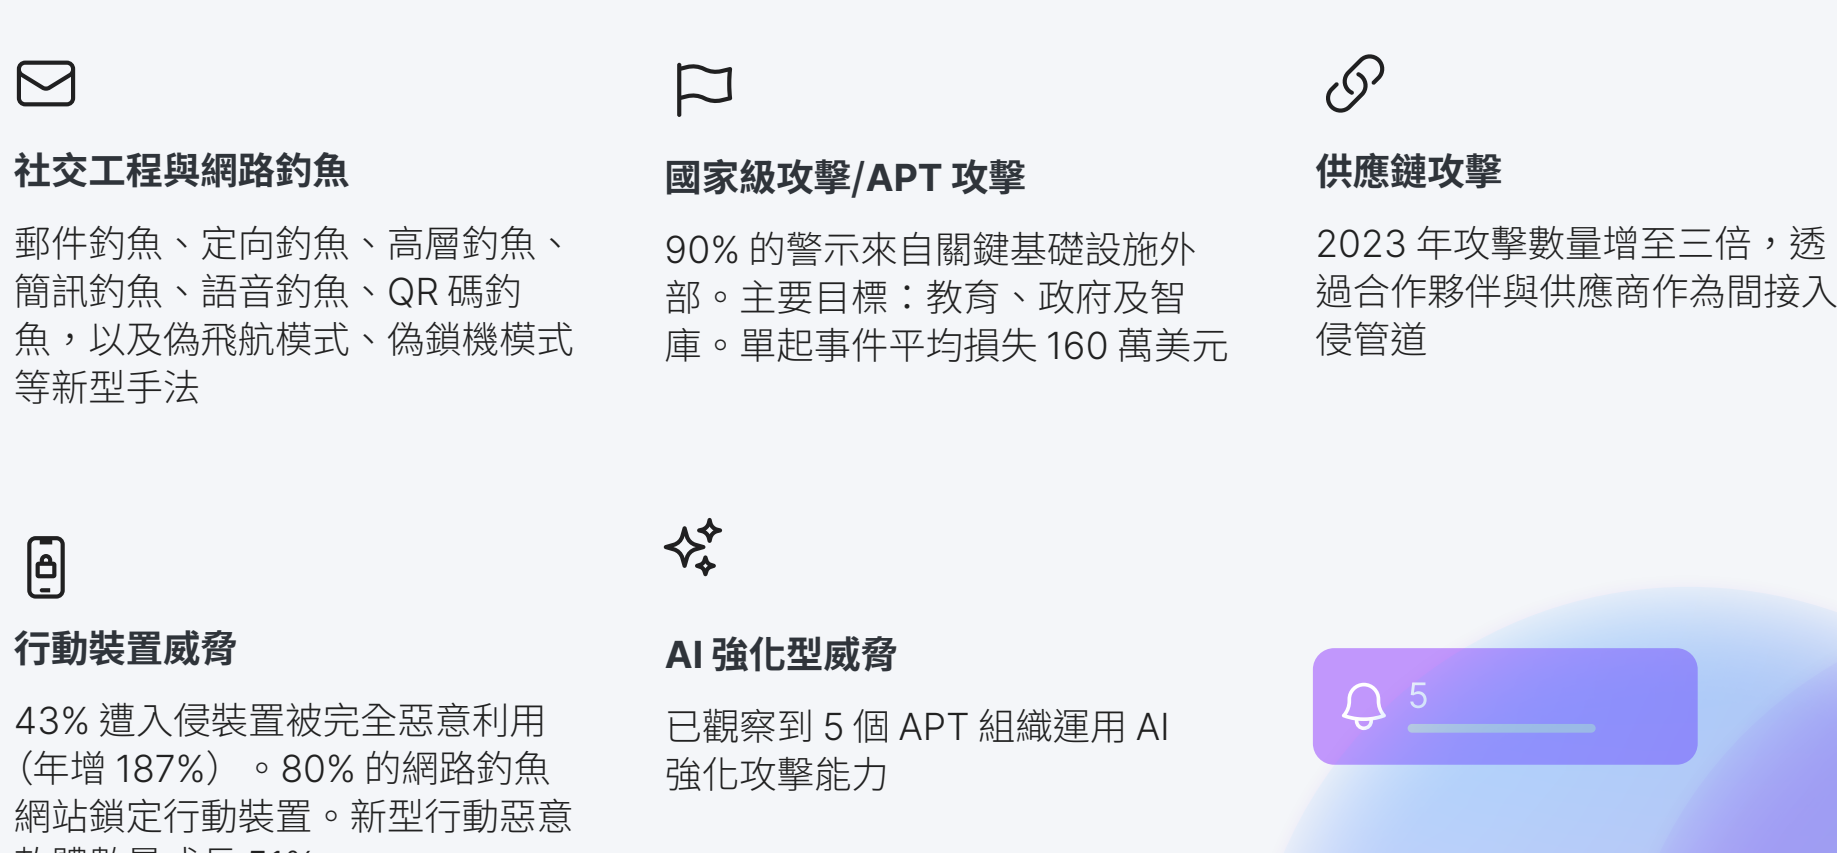 社交工程與網路釣魚
郵件釣魚、定向釣魚、高層釣魚、
簡訊釣魚、語音釣魚、QR 碼釣
魚，以及偽飛航模式、偽鎖機模式
等新型手法
國家級攻擊/APT 攻擊
90% 的警示來自關鍵基礎設施外
部。主要目標：教育、政府及智
庫。單起事件平均損失 160 萬美元
供應鏈攻擊
2023 年攻擊數量增至三倍，透
過合作夥伴與供應商作為間接入
侵管道
行動裝置威脅
43% 遭入侵裝置被完全惡意利用
（年增 187%）。80% 的網路釣魚
網站鎖定行動裝置。新型行動惡意
AI 強化型威脅
已觀察到 5 個 APT 組織運用 AI
強化攻擊能力
5